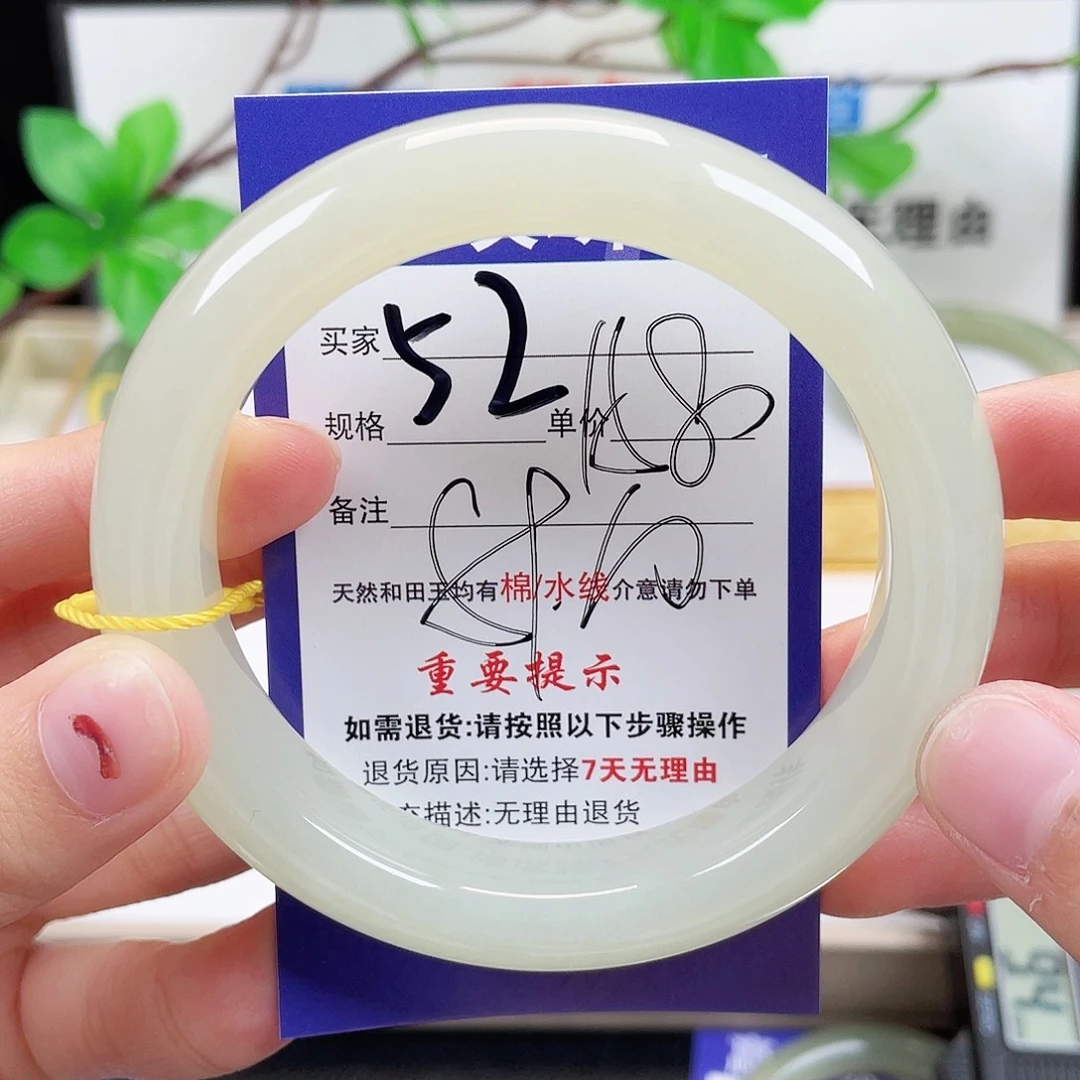 无理由
买家 52
规格 单价
备注
天然和田玉均有棉/水线介意请勿下单
重要提示
如需退货:请按照以下步骤操作
退货原因:请选择7天无理由
描述:无理由退货